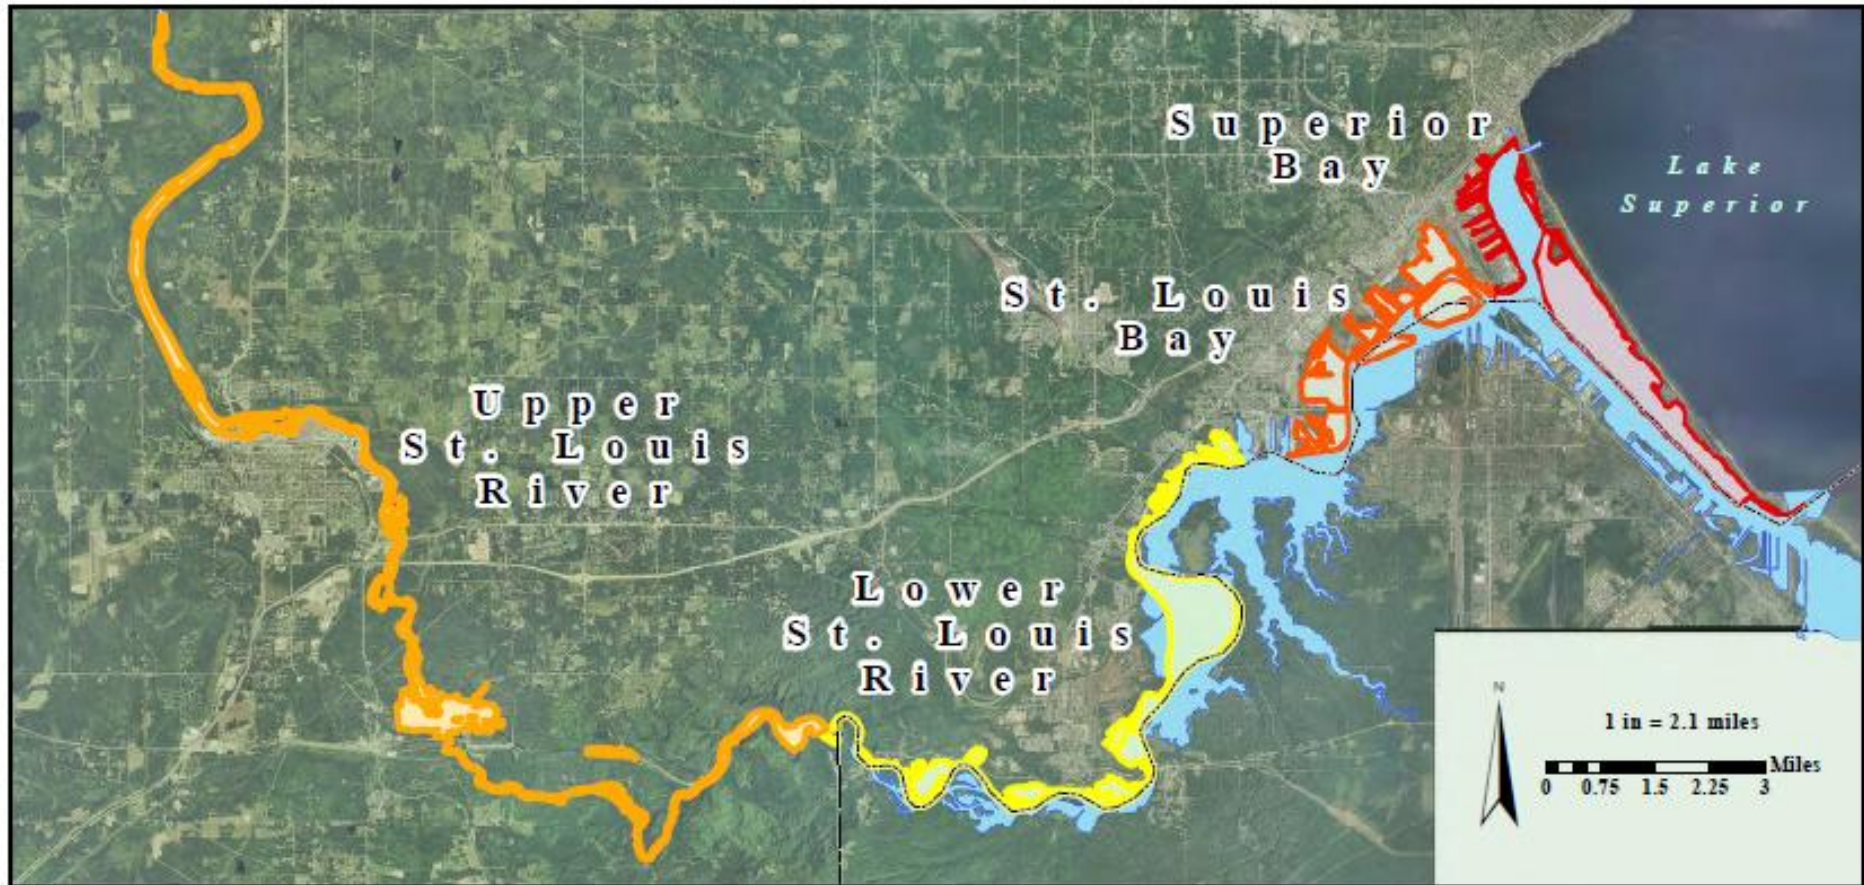 Superior
Bay
Lake
Superior
St. Louis
Bay
Upper
St. Louis
River
Lower
St. Louis
River
N
1 in = 2.1 miles
Miles
0 0.75 1.5 2.25 3